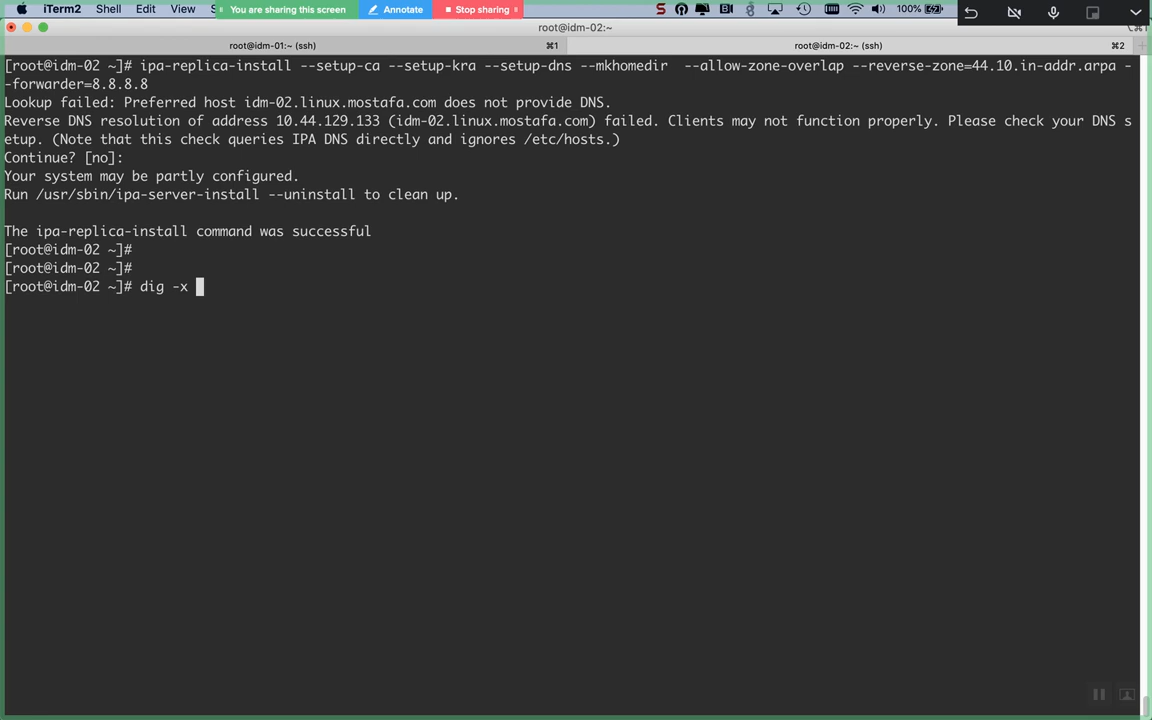 iTerm2 Shell Edit View You are sharing this screen Annotate Stop sharing 100%
root@idm-02:~
root@idm-01:~ (ssh) ⌘1 root@idm-02:~ (ssh) ⌘2
[root@idm-02 ~]# ipa-replica-install --setup-ca --setup-kra --setup-dns --mkhomedir  --allow-zone-overlap --reverse-zone=44.10.in-addr.arpa -
-forwarder=8.8.8.8
Lookup failed: Preferred host idm-02.linux.mostafa.com does not provide DNS.
Reverse DNS resolution of address 10.44.129.133 (idm-02.linux.mostafa.com) failed. Clients may not function properly. Please check your DNS s
etup. (Note that this check queries IPA DNS directly and ignores /etc/hosts.)
Continue? [no]:
Your system may be partly configured.
Run /usr/sbin/ipa-server-install --uninstall to clean up.
The ipa-replica-install command was successful
[root@idm-02 ~]#
[root@idm-02 ~]#
[root@idm-02 ~]# dig -x